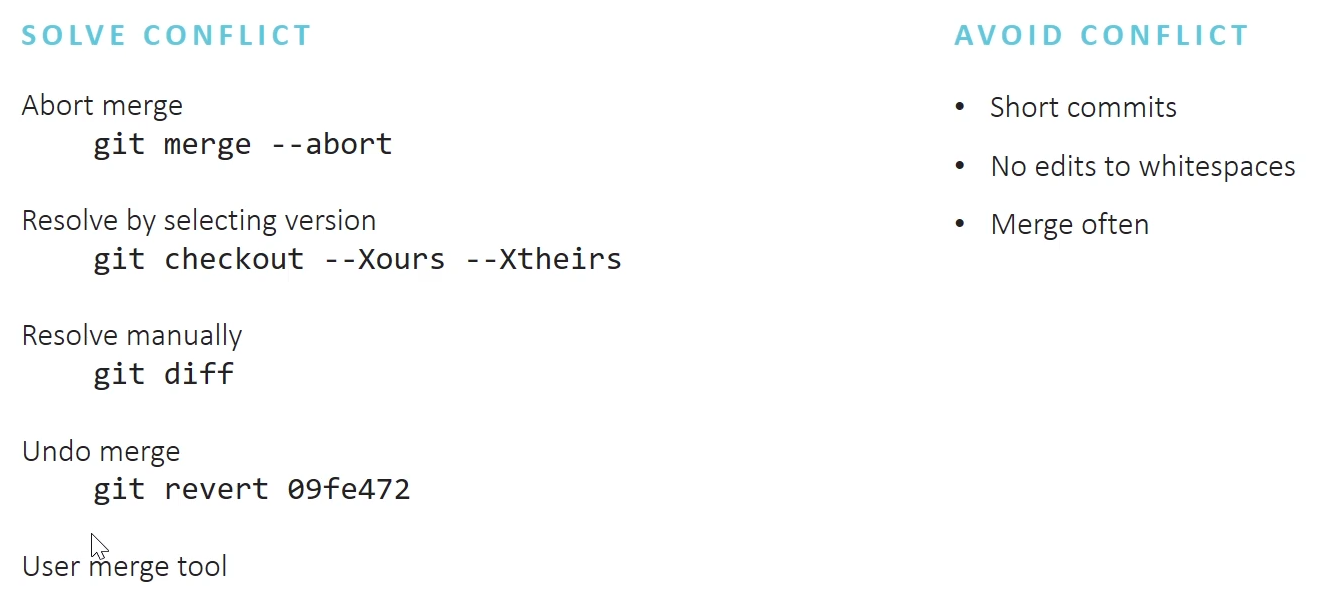 SOLVE CONFLICT
Abort merge
git merge --abort
Resolve by selecting version
git checkout --Xours --Xtheirs
Resolve manually
git diff
Undo merge
git revert 09fe472
User merge tool
AVOID CONFLICT
• Short commits
• No edits to whitespaces
• Merge often